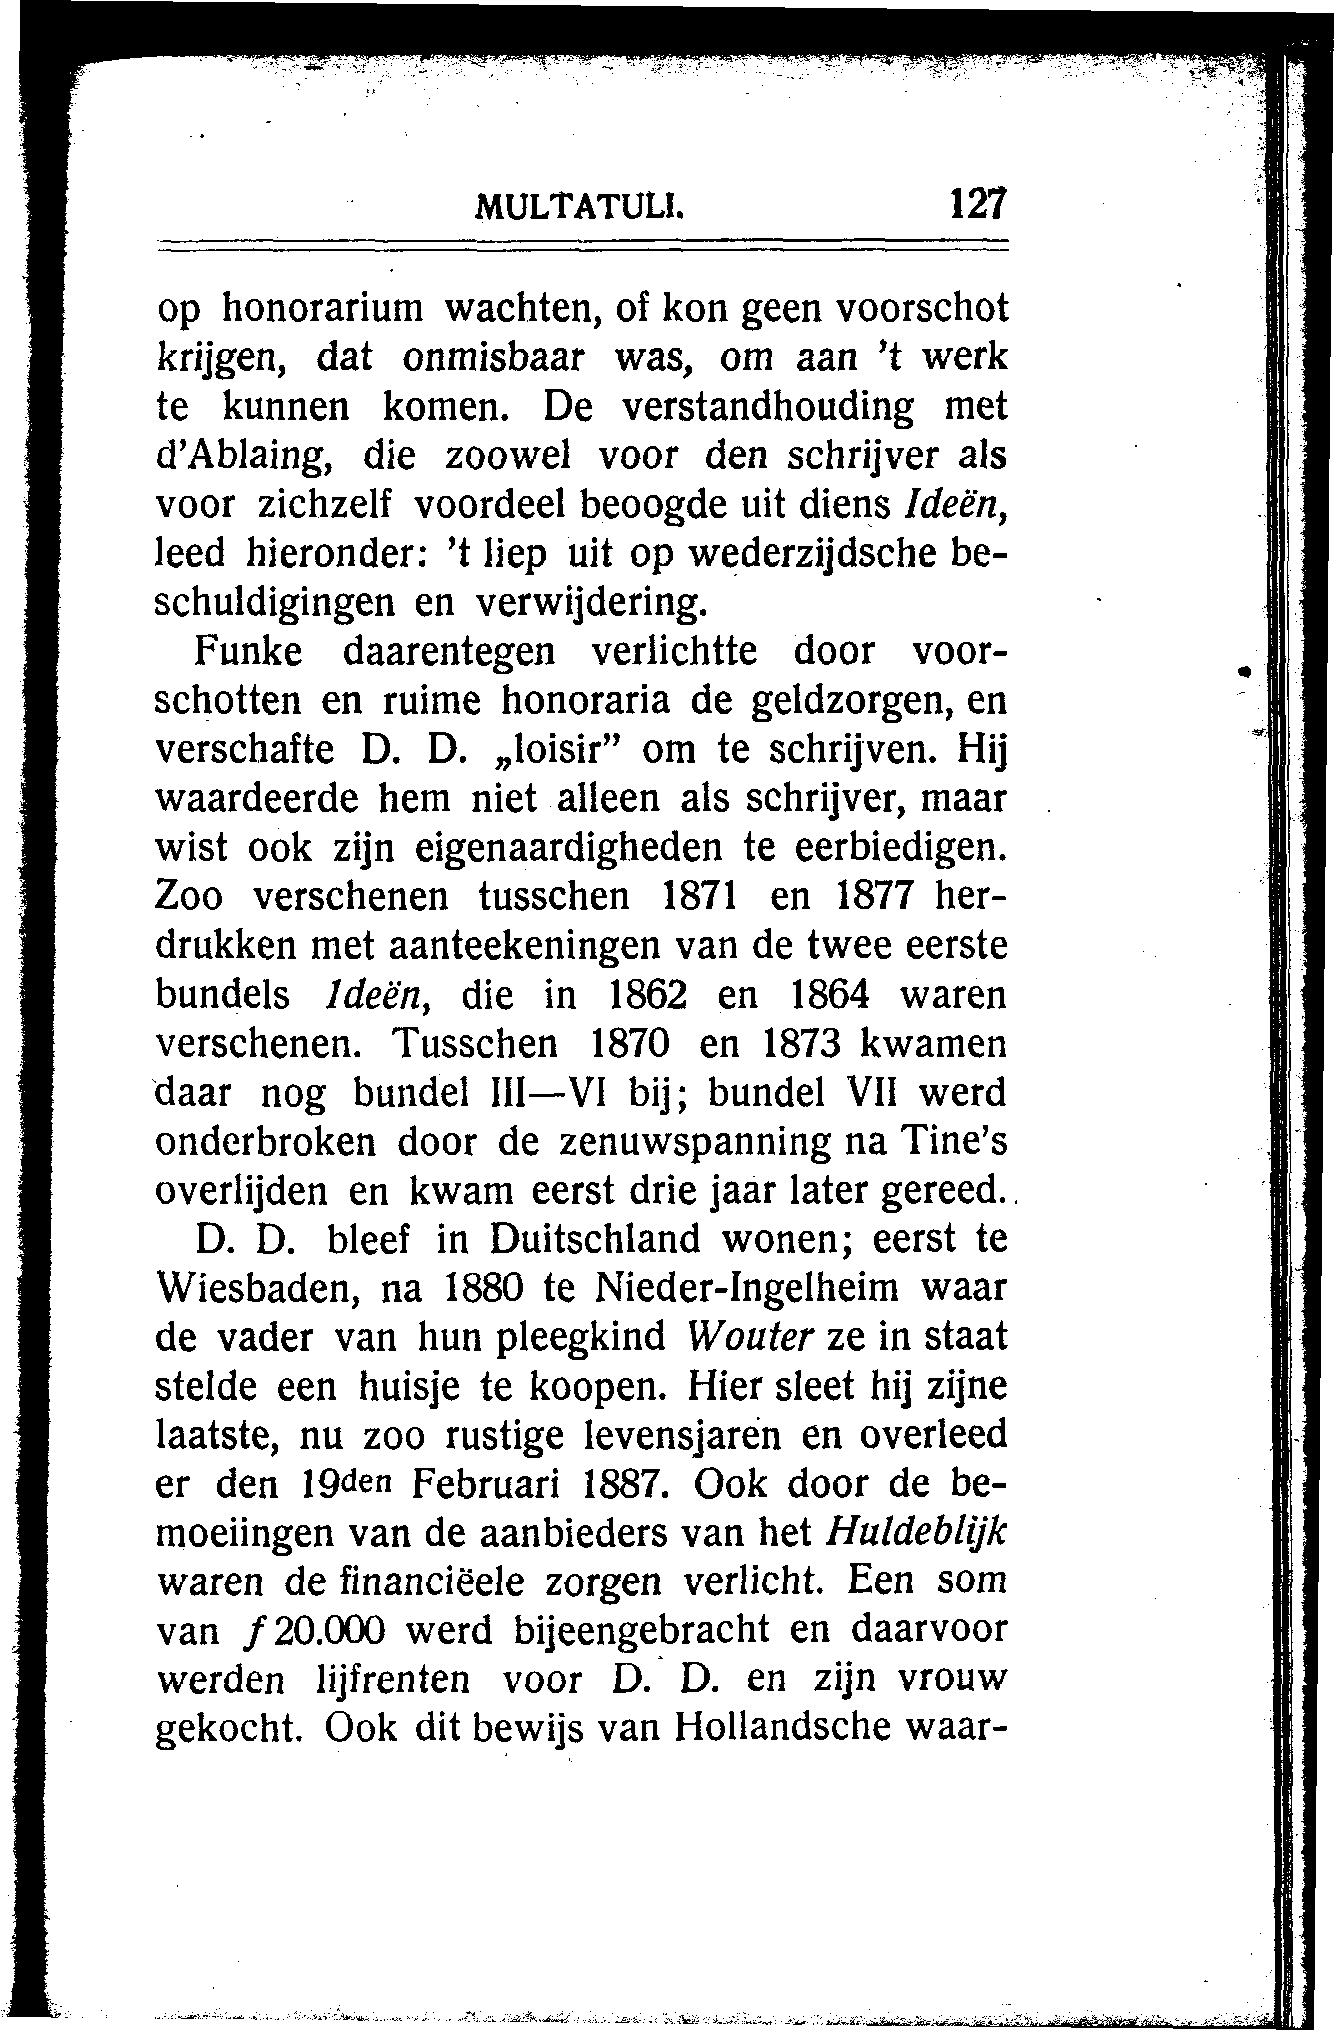 MULTATULI. 127
op honorarium wachten, of kon geen voorschot
krijgen, dat onmisbaar was, om aan 't werk
te kunnen komen. De verstandhouding met
d'Ablaing, die zoowel voor den schrijver als
voor zichzelf voordeel beoogde uit diens Ideën,
leed hieronder: 't liep uit op wederzijdsche be-
schuldigingen en verwijdering.
Funke daarentegen verlichtte door voor-
schotten en ruime honoraria de geldzorgen, en
verschafte D. D. „loisir” om te schrijven. Hij
waardeerde hem niet alleen als schrijver, maar
wist ook zijn eigenaardigheden te eerbiedigen.
Zoo verschenen tusschen 1871 en 1877 her-
drukken met aanteekeningen van de twee eerste
bundels Ideën, die in 1862 en 1864 waren
verschenen. Tusschen 1870 en 1873 kwamen
daar nog bundel III—VI bij; bundel VII werd
onderbroken door de zenuwspanning na Tine's
overlijden en kwam eerst drie jaar later gereed.
D. D. bleef in Duitschland wonen; eerst te
Wiesbaden, na 1880 te Nieder-Ingelheim waar
de vader van hun pleegkind Wouter ze in staat
stelde een huisje te koopen. Hier sleet hij zijne
laatste, nu zoo rustige levensjaren en overleed
er den 19den Februari 1887. Ook door de be-
moeiingen van de aanbieders van het Huldeblijk
waren de financiëele zorgen verlicht. Een som
van ƒ 20.000 werd bijeengebracht en daarvoor
werden lijfrenten voor D. D. en zijn vrouw
gekocht. Ook dit bewijs van Hollandsche waar-